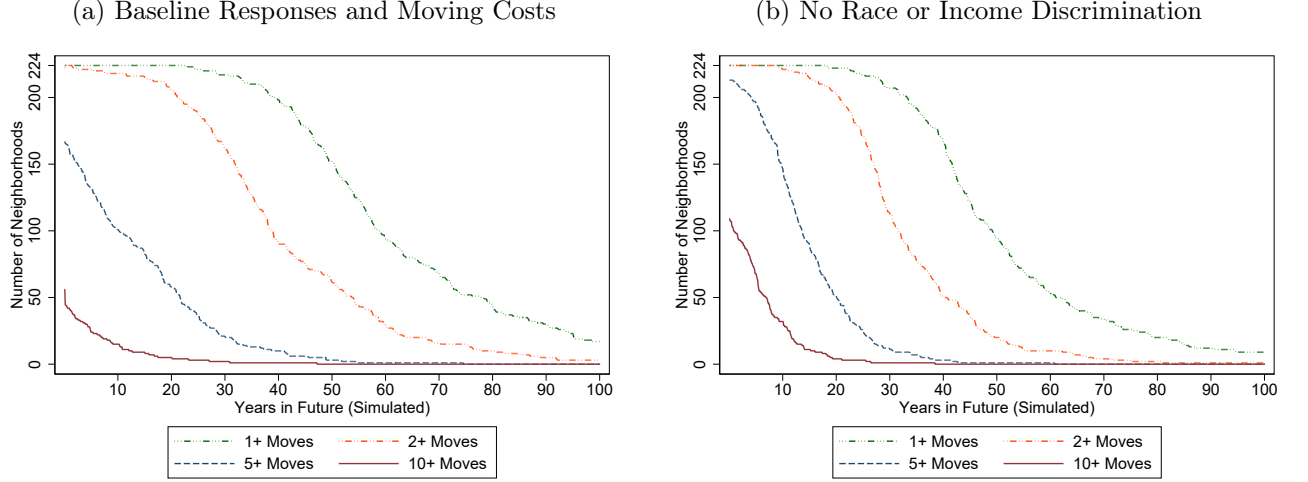 (a) Baseline Responses and Moving Costs
Number of Neighborhoods
224
200
150
100
50
0
10 20 30 40 50 60 70 80 90 100
Years in Future (Simulated)
1+ Moves 2+ Moves
5+ Moves 10+ Moves
(b) No Race or Income Discrimination
Number of Neighborhoods
224
200
150
100
50
0
10 20 30 40 50 60 70 80 90 100
Years in Future (Simulated)
1+ Moves 2+ Moves
5+ Moves 10+ Moves